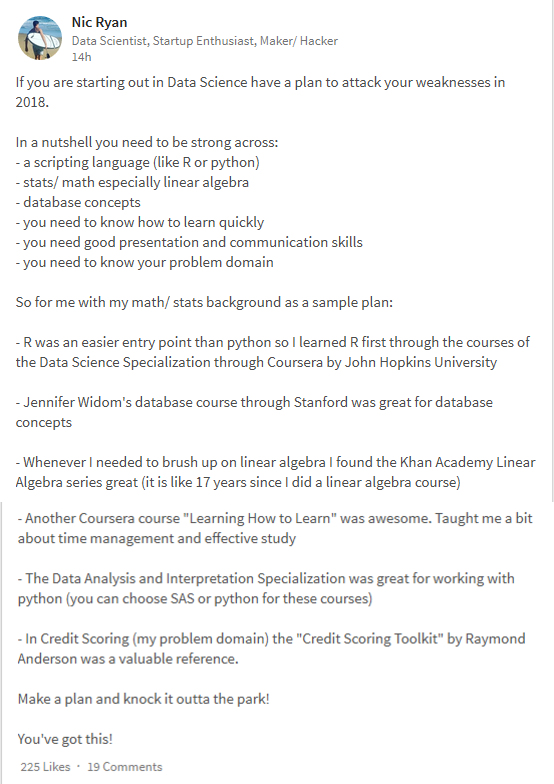 Nic Ryan
Data Scientist, Startup Enthusiast, Maker/ Hacker
14h
If you are starting out in Data Science have a plan to attack your weaknesses in
2018.
In a nutshell you need to be strong across:
- a scripting language (like R or python)
- stats/ math especially linear algebra
- database concepts
- you need to know how to learn quickly
- you need good presentation and communication skills
- you need to know your problem domain
So for me with my math/ stats background as a sample plan:
- R was an easier entry point than python so I learned R first through the courses of
the Data Science Specialization through Coursera by John Hopkins University
- Jennifer Widom's database course through Stanford was great for database
concepts
- Whenever I needed to brush up on linear algebra I found the Khan Academy Linear
Algebra series great (it is like 17 years since I did a linear algebra course)
- Another Coursera course "Learning How to Learn" was awesome. Taught me a bit
about time management and effective study
- The Data Analysis and Interpretation Specialization was great for working with
python (you can choose SAS or python for these courses)
- In Credit Scoring (my problem domain) the "Credit Scoring Toolkit" by Raymond
Anderson was a valuable reference.
Make a plan and knock it outta the park!
You've got this!
225 Likes · 19 Comments